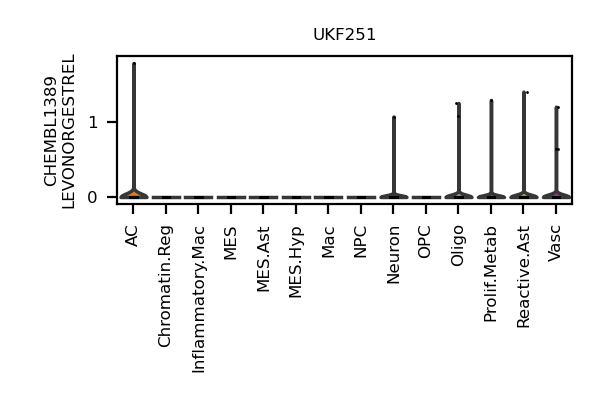 UKF251
CHEMBL1389
LEVONORGESTREL
1
0
AC
Chromatin.Reg
Inflammatory.Mac
MES
MES.Ast
MES.Hyp
Mac
NPC
Neuron
OPC
Oligo
Prolif.Metab
Reactive.Ast
Vasc